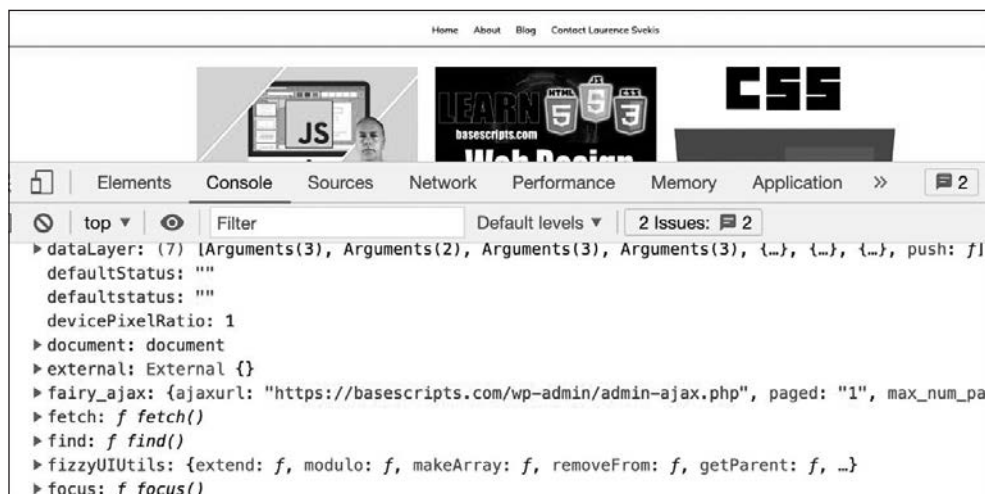 Home About Blog Contact Laurence Svekis
JS
LEARN
HTML JS CSS
5 5 3
basescripts.com
Web Design
CSS
Elements Console Sources Network Performance Memory Application » 2
top ▼ Filter Default levels ▼ 2 Issues: 2
▶ dataLayer: (7) [Arguments(3), Arguments(2), Arguments(3), Arguments(3), {…}, {…}, {…}, push: ƒ]
defaultStatus: ""
defaultstatus: ""
devicePixelRatio: 1
▶ document: document
▶ external: External {}
▶ fairy_ajax: {ajaxurl: "https://basescripts.com/wp-admin/admin-ajax.php", paged: "1", max_num_pa
▶ fetch: ƒ fetch()
▶ find: ƒ find()
▶ fizzyUIUtils: {extend: ƒ, modulo: ƒ, makeArray: ƒ, removeFrom: ƒ, getParent: ƒ, …}
▶ focus: ƒ focus()